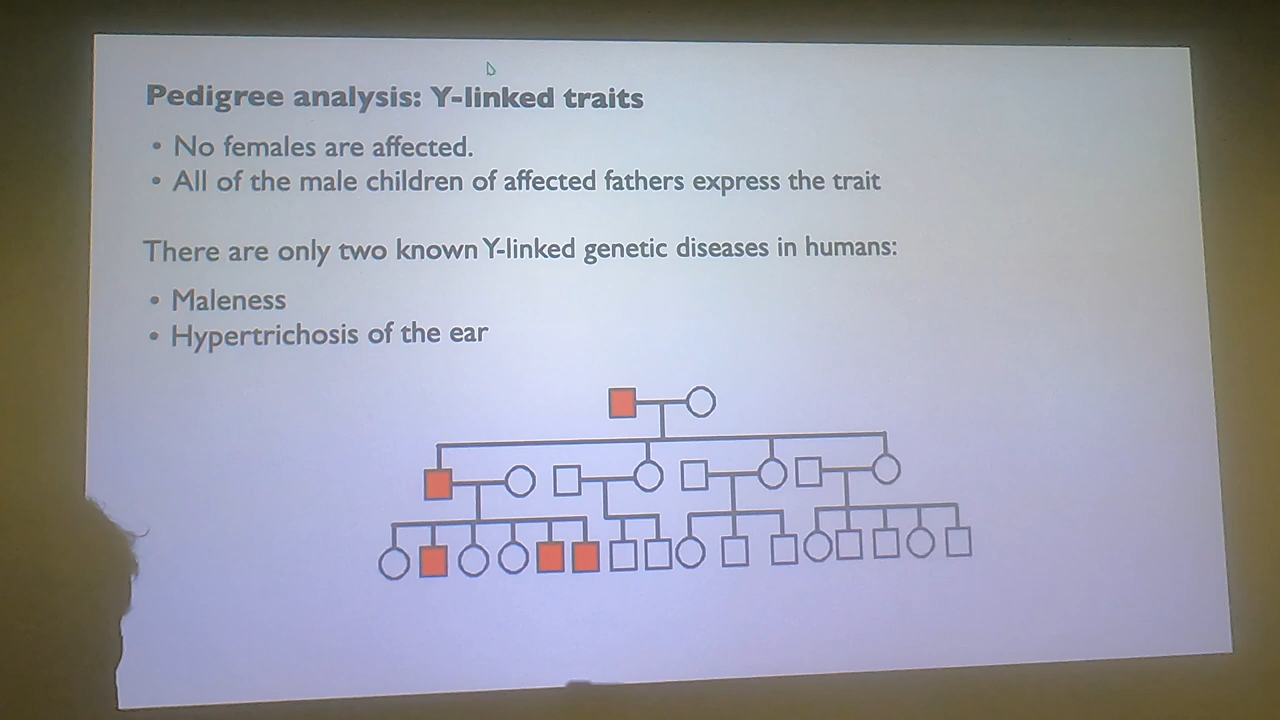 Pedigree analysis: Y-linked traits
• No females are affected.
• All of the male children of affected fathers express the trait
There are only two known Y-linked genetic diseases in humans:
• Maleness
• Hypertrichosis of the ear